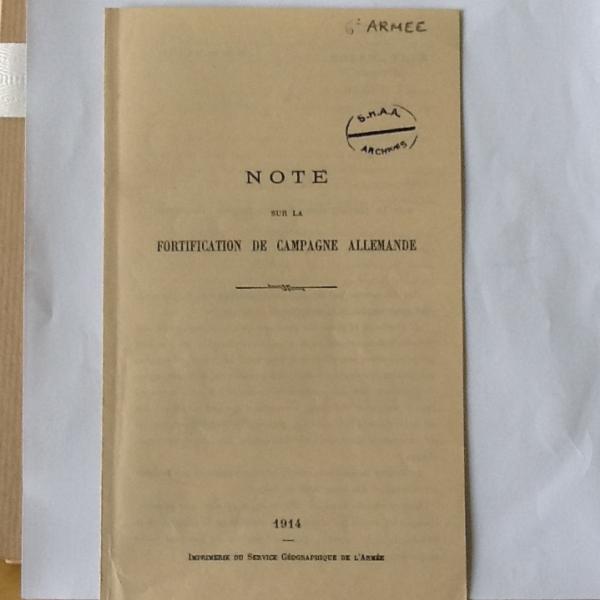 6e ARMEE
S.H.A.A.
ARCHIVES
NOTE
SUR LA
FORTIFICATION DE CAMPAGNE ALLEMANDE
1914
IMPRIMERIE DU SERVICE GÉOGRAPHIQUE DE L'ARMÉE